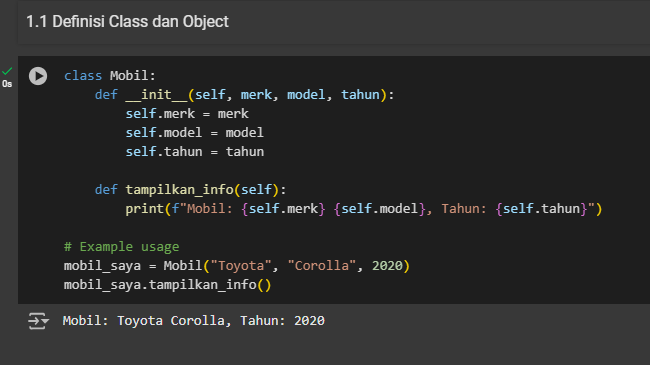 1.1 Definisi Class dan Object
0s
class Mobil:
    def __init__(self, merk, model, tahun):
        self.merk = merk
        self.model = model
        self.tahun = tahun

    def tampilkan_info(self):
        print(f"Mobil: {self.merk} {self.model}, Tahun: {self.tahun}")

# Example usage
mobil_saya = Mobil("Toyota", "Corolla", 2020)
mobil_saya.tampilkan_info()
Mobil: Toyota Corolla, Tahun: 2020